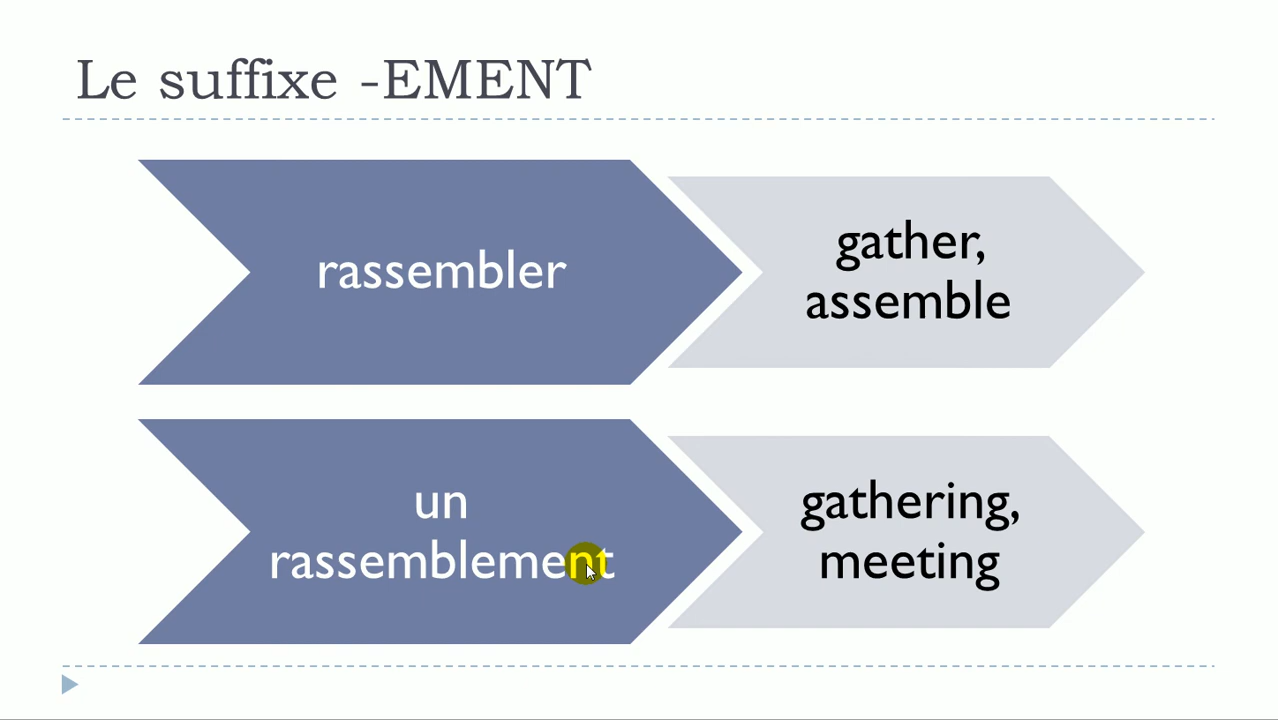 Le suffixe -EMENT
rassembler
gather,
assemble
un
rassemblement
gathering,
meeting